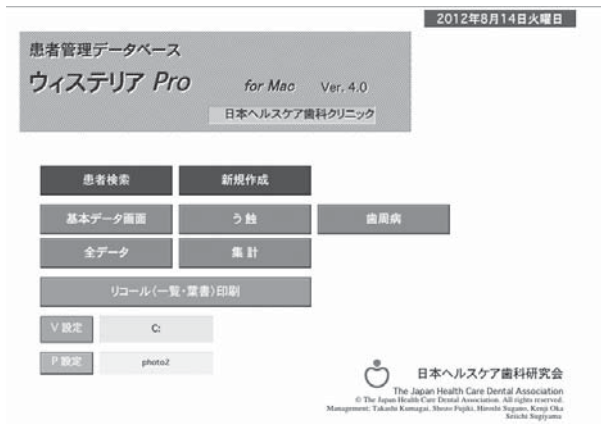 2012年8月14日火曜日
患者管理データベース
ウィステリア Pro for Mac Ver. 4.0
日本ヘルスケア歯科クリニック
患者検索 新規作成
基本データ画面 う蝕 歯周病
全データ 集計
リコール(一覧・葉書)印刷
V 設定 C:
P 設定 photo2
日本ヘルスケア歯科研究会
The Japan Health Care Dental Association
© The Japan Health Care Dental Association. All rights reserved.
Management: Takashi Kumagai, Shozo Fujiki, Hiroshi Sugano, Kenji Oka
Seiichi Sugiyama